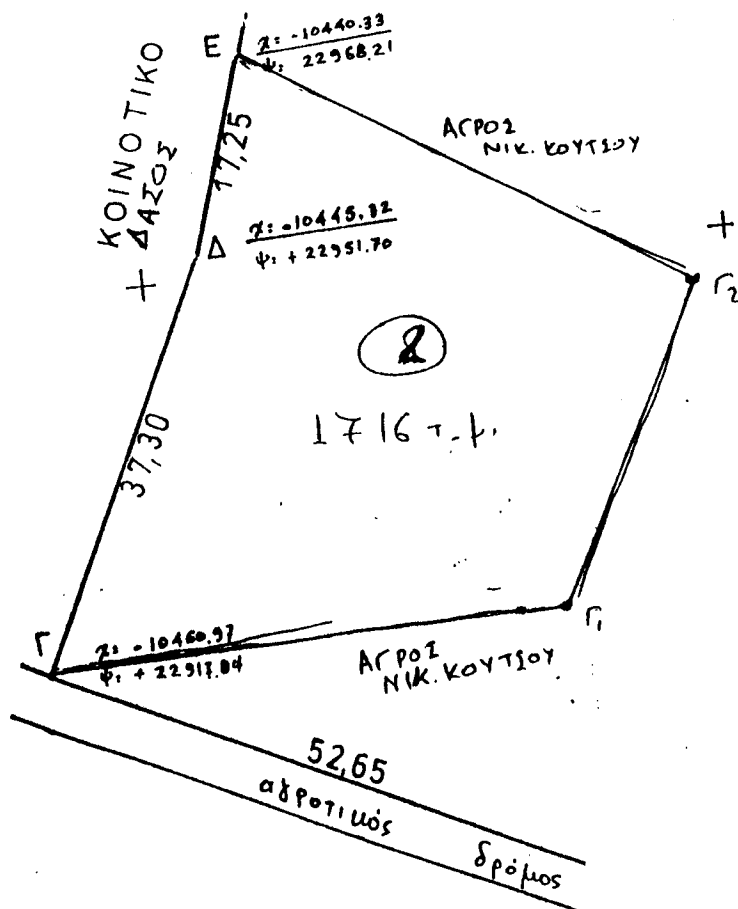 Ε
χ: -10440.33
ψ: 22968.21
ΚΟΙΝΟΤΙΚΟ
ΔΑΣΟΣ
17,25
ΑΓΡΟΣ
ΝΙΚ. ΚΟΥΤΣΟΥ
Δ
χ: -10445.32
ψ: + 22951.70
Γ2
2
1716 τ.μ.
37,30
Γ1
Γ
χ: -10460.97
ψ: + 22917.84
ΑΓΡΟΣ
ΝΙΚ. ΚΟΥΤΣΟΥ
52,65
αγροτικός
δρόμος